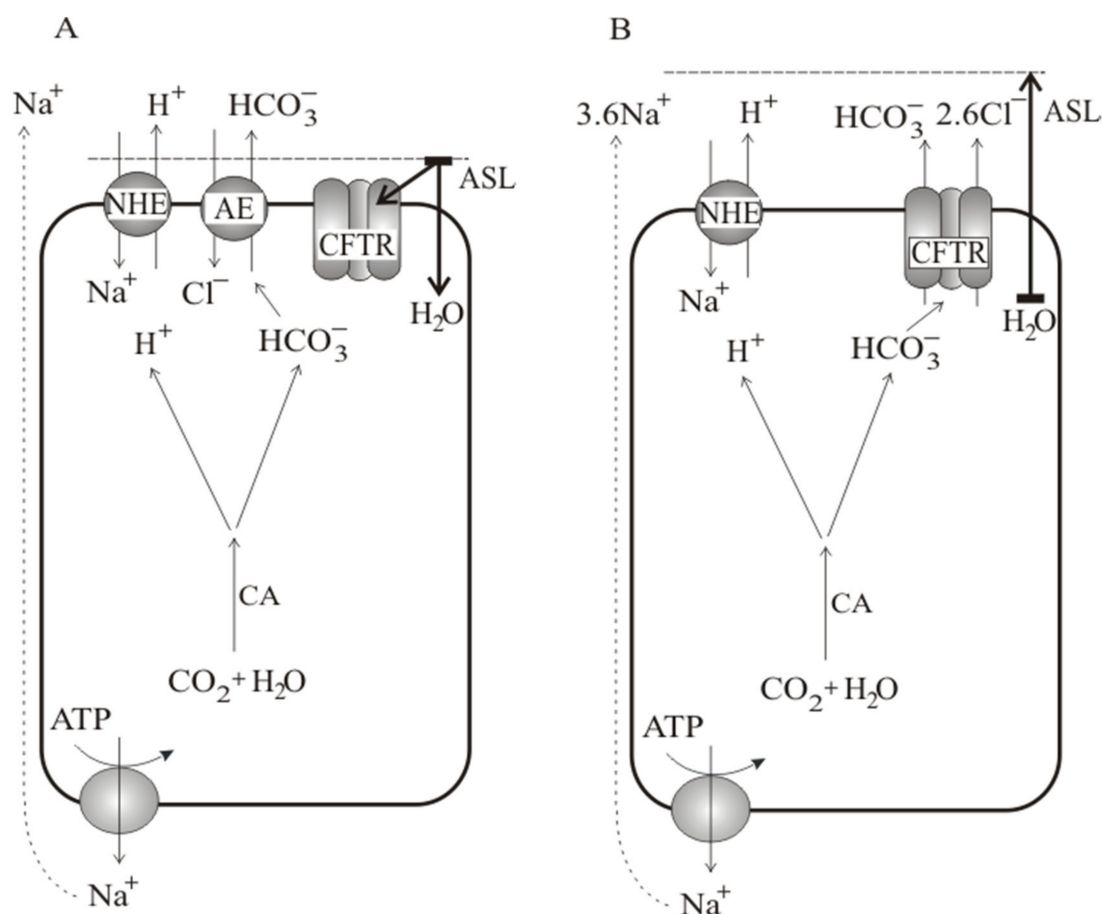 A
Na⁺ H⁺ HCO₃⁻
ASL
NHE AE CFTR
Na⁺ Cl⁻ H₂O
H⁺ HCO₃⁻
CA
CO₂+H₂O
ATP
Na⁺
B
3.6Na⁺ H⁺ HCO₃⁻ 2.6Cl⁻ ASL
NHE CFTR
Na⁺ H₂O
H⁺ HCO₃⁻
CA
CO₂+H₂O
ATP
Na⁺